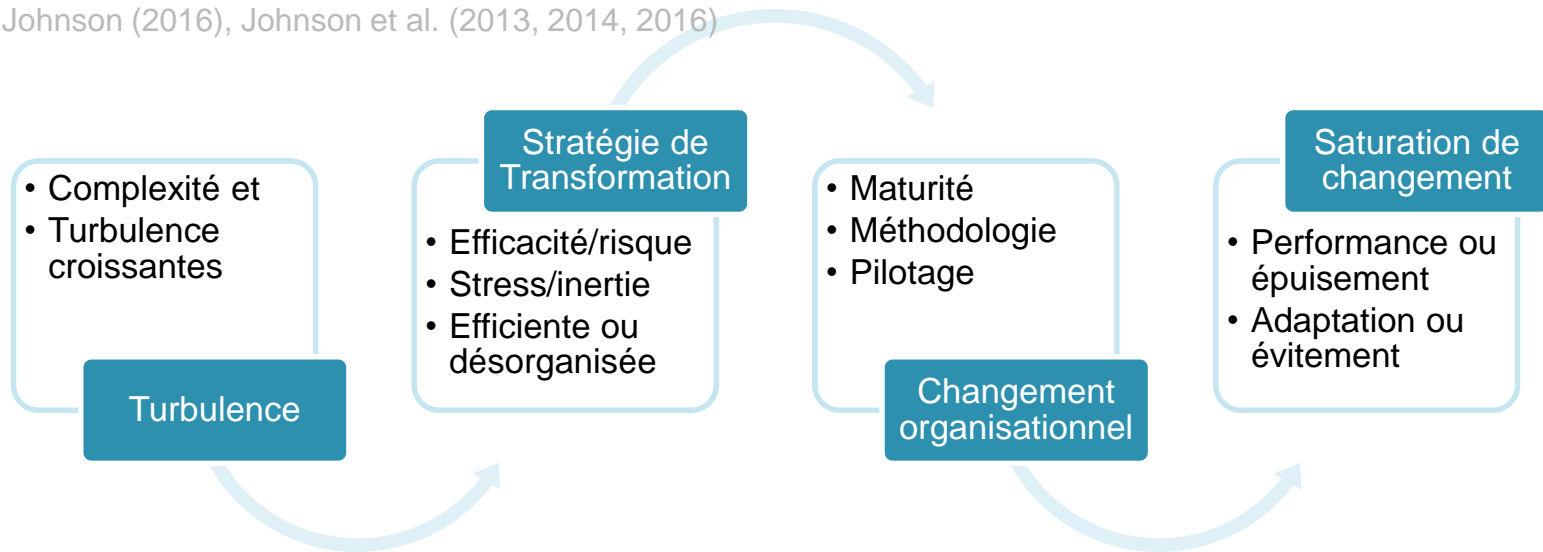 Johnson (2016), Johnson et al. (2013, 2014, 2016)
• Complexité et
• Turbulence
croissantes
Turbulence
Stratégie de
Transformation
• Efficacité/risque
• Stress/inertie
• Efficiente ou
désorganisée
• Maturité
• Méthodologie
• Pilotage
Changement
organisationnel
Saturation de
changement
• Performance ou
épuisement
• Adaptation ou
évitement